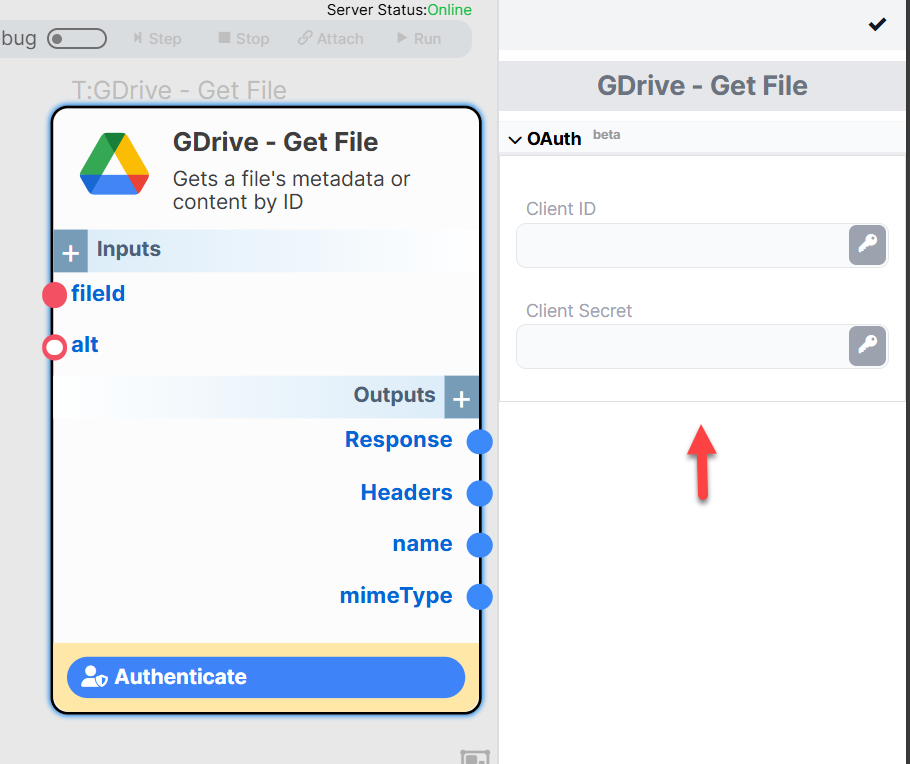 Server Status:Online
bug
Step
Stop
Attach
Run
T:GDrive - Get File
GDrive - Get File
Gets a file's metadata or
content by ID
Inputs
fileId
alt
Outputs
Response
Headers
name
mimeType
Authenticate
GDrive - Get File
OAuth beta
Client ID
Client Secret